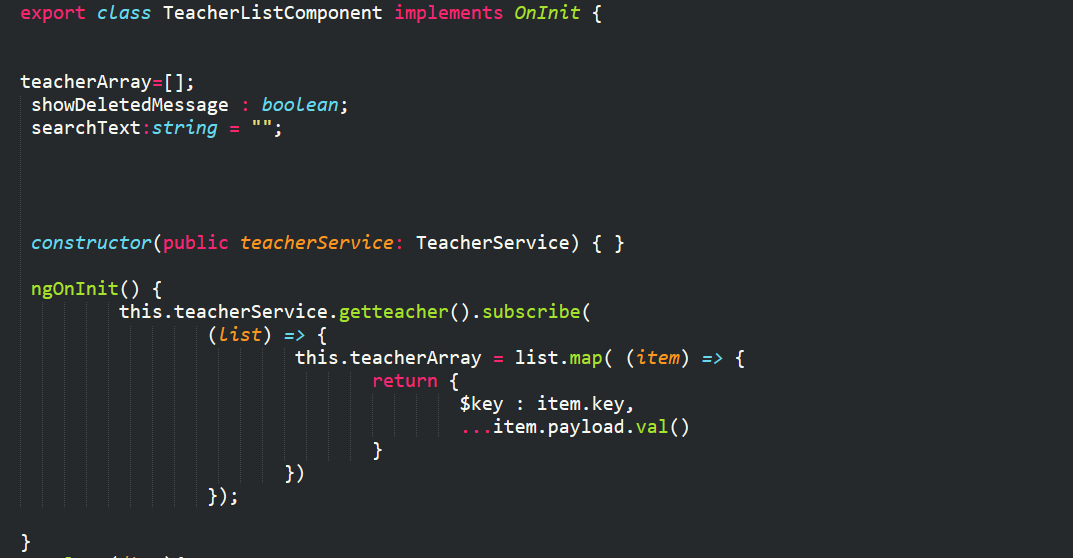 export class TeacherListComponent implements OnInit {
teacherArray=[];
showDeletedMessage : boolean;
searchText:string = "";
constructor(public teacherService: TeacherService) { }
ngOnInit() {
this.teacherService.getteacher().subscribe(
(list) => {
this.teacherArray = list.map( (item) => {
return {
$key : item.key,
...item.payload.val()
}
})
});
}